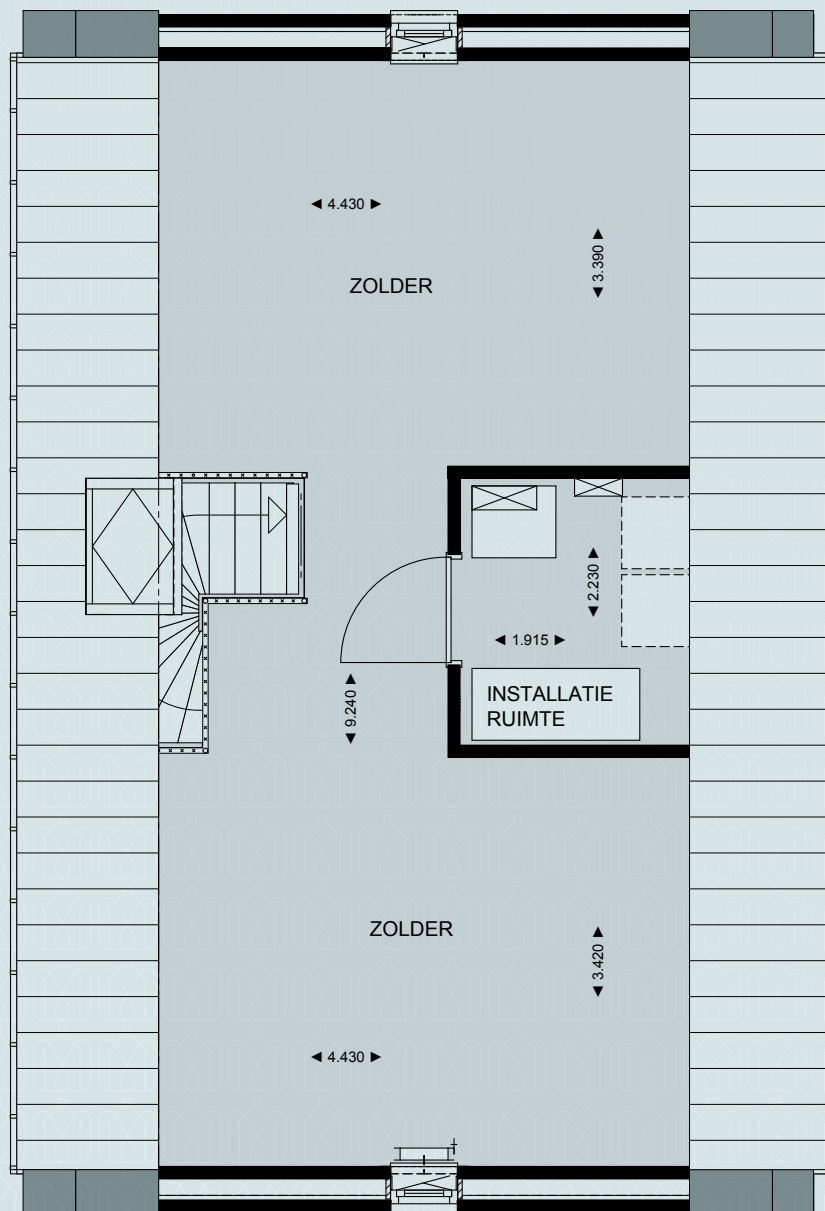 ◄ 4.430 ►
◄ 3.390 ►
ZOLDER
◄ 2.230 ►
◄ 1.915 ►
◄ 9.240 ►
INSTALLATIE
RUIMTE
ZOLDER
◄ 3.420 ►
◄ 4.430 ►